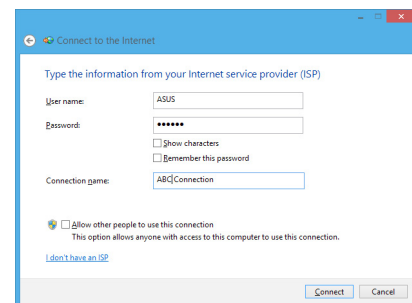 Connect to the Internet
Type the information from your Internet service provider (ISP)
User name: ASUS
Password: ••••••
Show characters
Remember this password
Connection name: ABC Connection
Allow other people to use this connection
This option allows anyone with access to this computer to use this connection.
I don't have an ISP
Connect Cancel